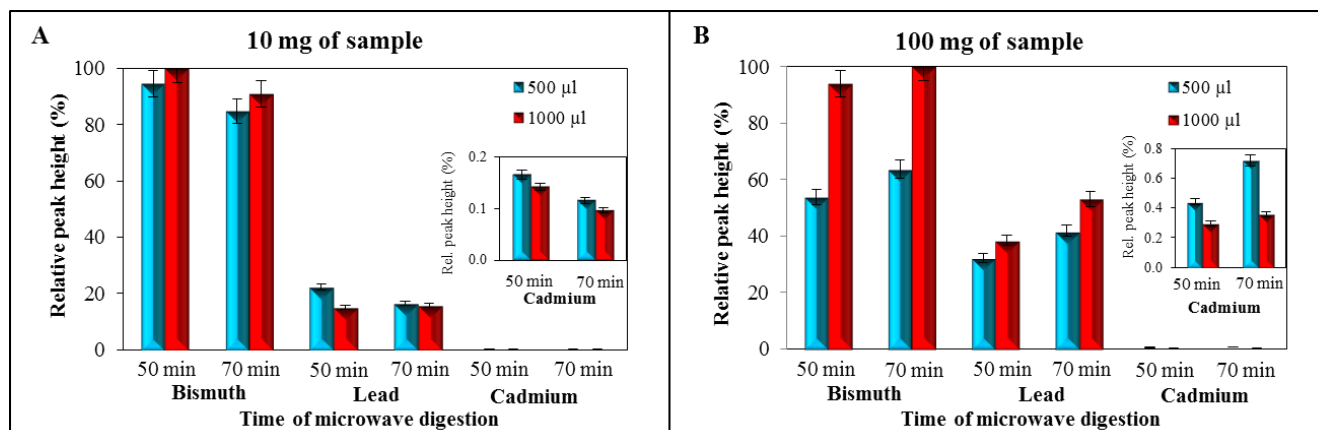 A
10 mg of sample
Relative peak height (%)
100
80
60
40
20
0
500 µl
1000 µl
Rel. peak height (%)
0.2
0.1
0.0
50 min 70 min
Cadmium
50 min 70 min 50 min 70 min 50 min 70 min
Bismuth Lead Cadmium
Time of microwave digestion
B
100 mg of sample
Relative peak height (%)
100
80
60
40
20
0
500 µl
1000 µl
Rel. peak height (%)
0.8
0.6
0.4
0.2
0.0
50 min 70 min
Cadmium
50 min 70 min 50 min 70 min 50 min 70 min
Bismuth Lead Cadmium
Time of microwave digestion